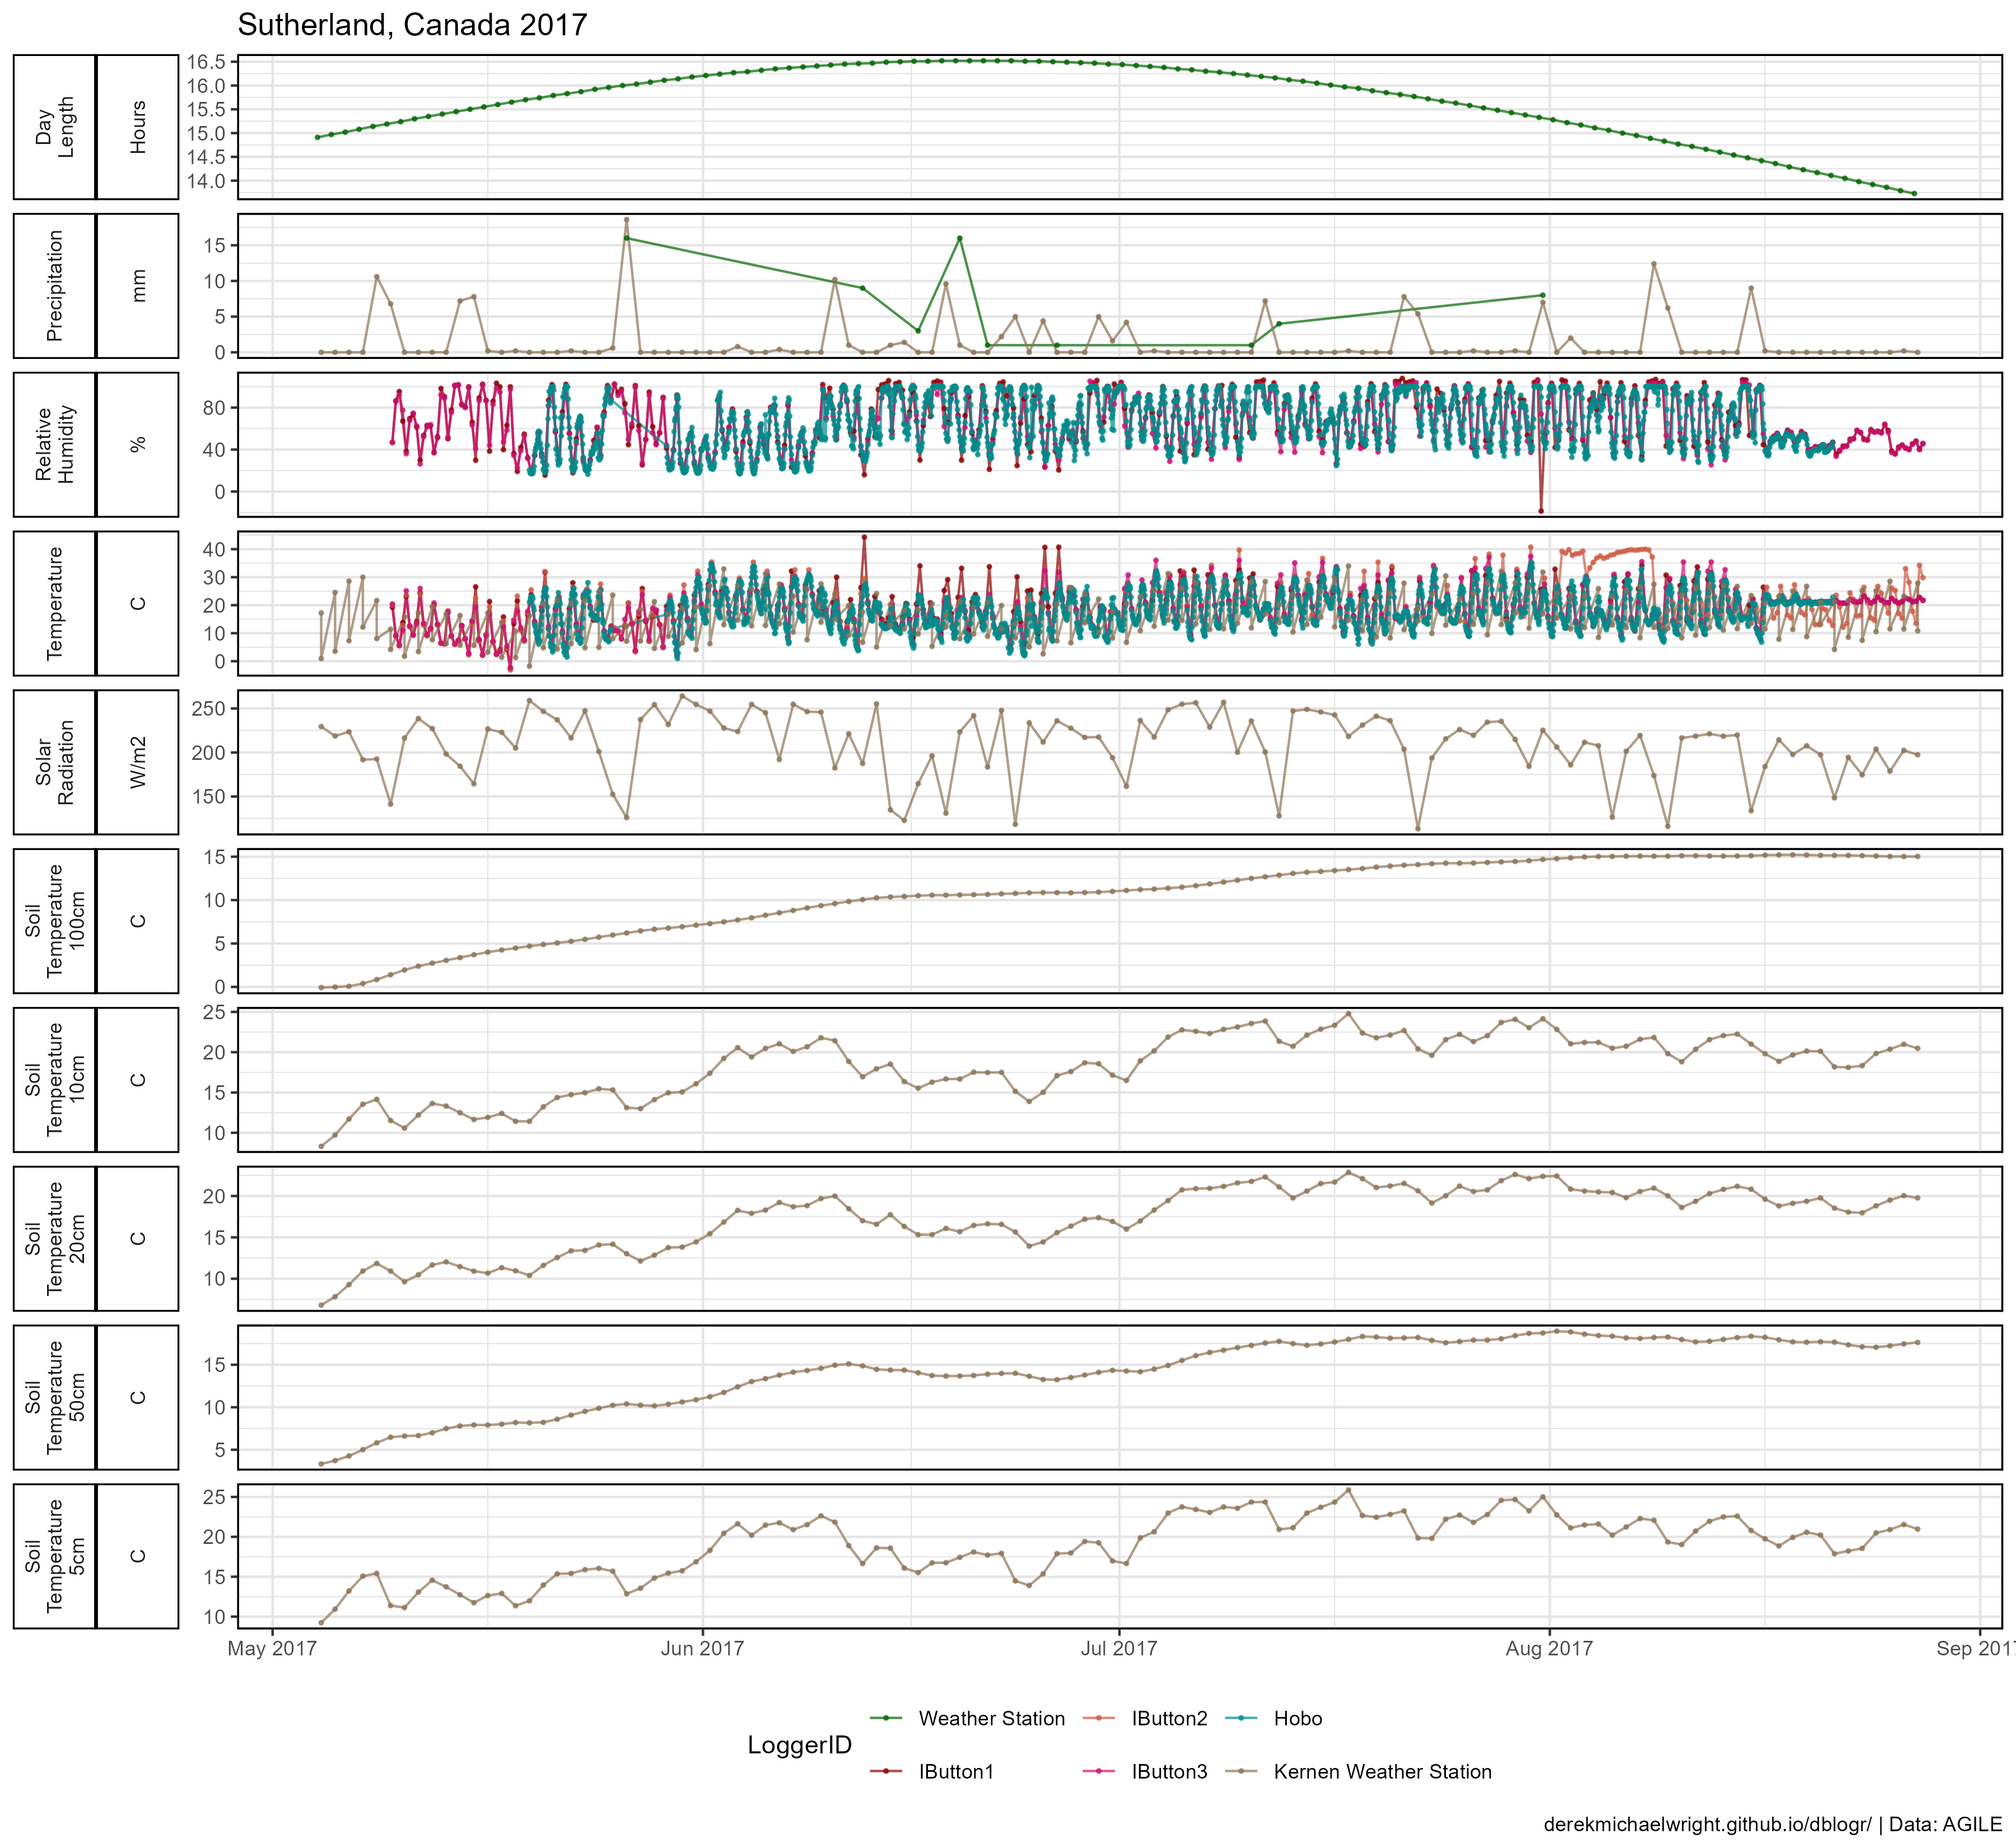 Sutherland, Canada 2017
Day
Length
Hours
16.5
16.0
15.5
15.0
14.5
14.0
Precipitation
mm
15
10
5
0
Relative
Humidity
%
80
40
0
Temperature
C
40
30
20
10
0
Solar
Radiation
W/m2
250
200
150
Soil
Temperature
100cm
C
15
10
5
0
Soil
Temperature
10cm
C
25
20
15
10
Soil
Temperature
20cm
C
20
15
10
Soil
Temperature
50cm
C
15
10
5
Soil
Temperature
5cm
C
25
20
15
10
May 2017
Jun 2017
Jul 2017
Aug 2017
Sep 2017
LoggerID
Weather Station
IButton2
Hobo
IButton1
IButton3
Kernen Weather Station
derekmichaelwright.github.io/dblogr/ | Data: AGILE